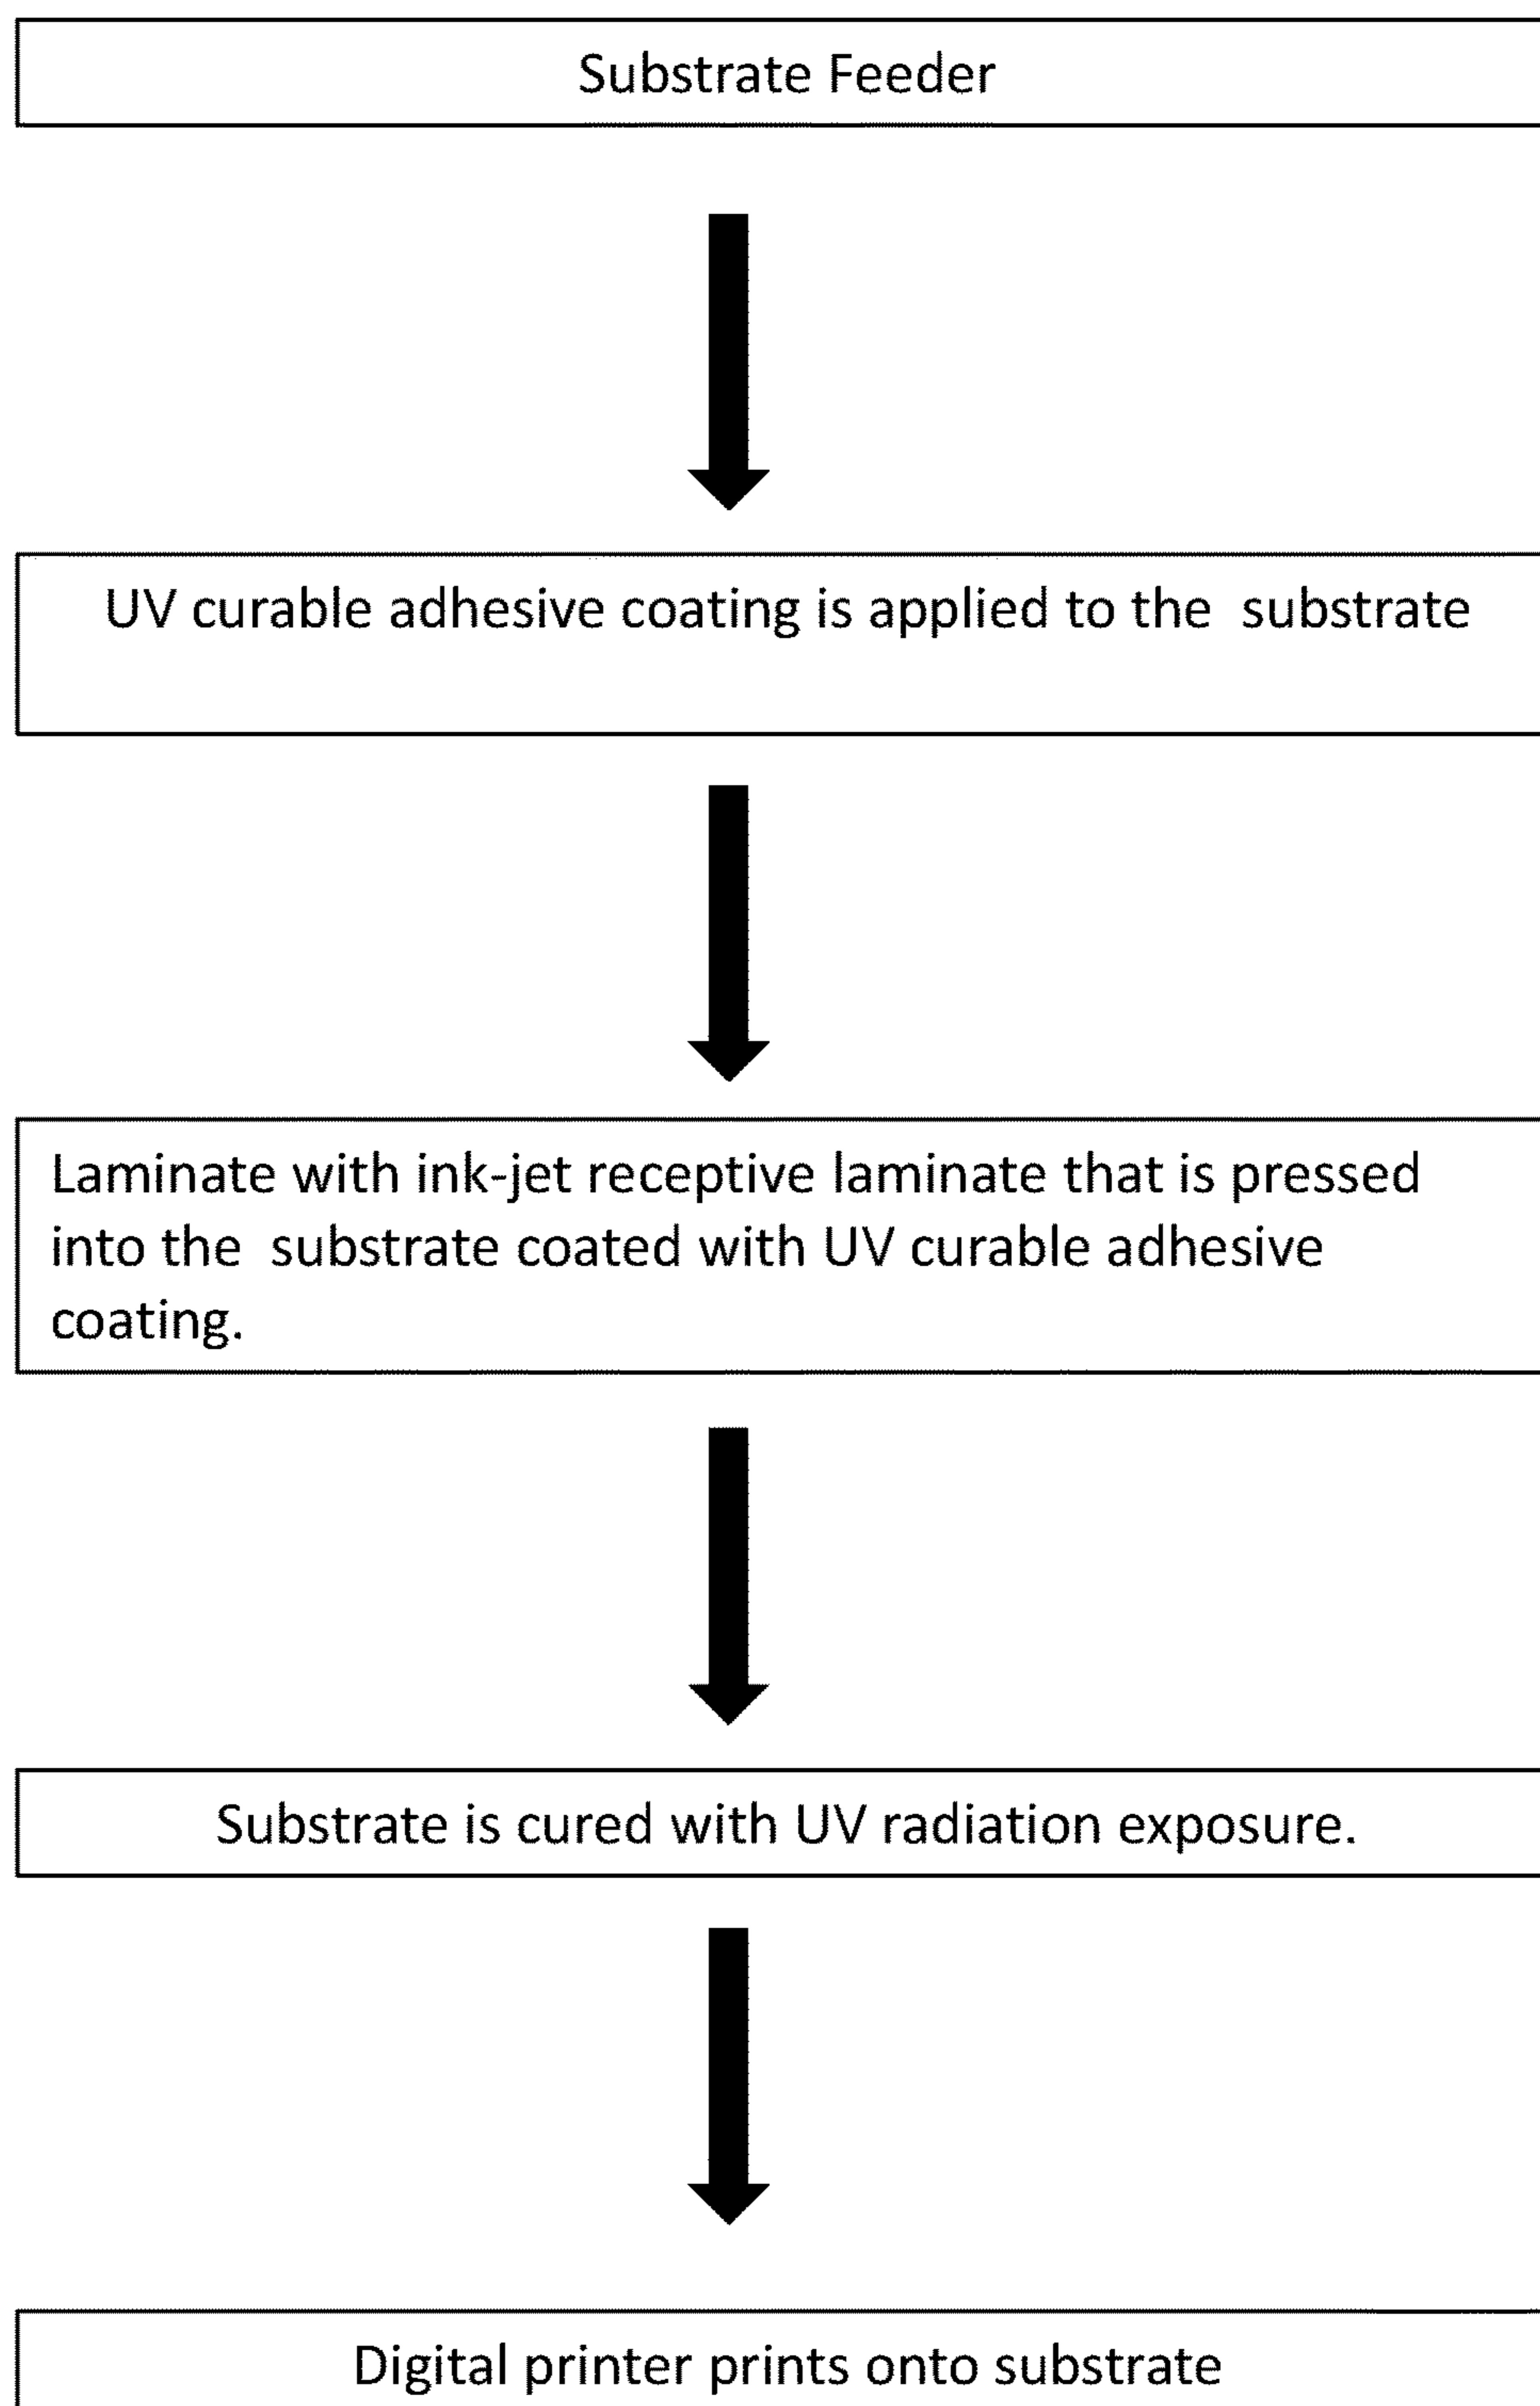 Substrate Feeder
UV curable adhesive coating is applied to the  substrate
Laminate with ink-jet receptive laminate that is pressed
into the  substrate coated with UV curable adhesive
coating.
Substrate is cured with UV radiation exposure.
Digital printer prints onto substrate